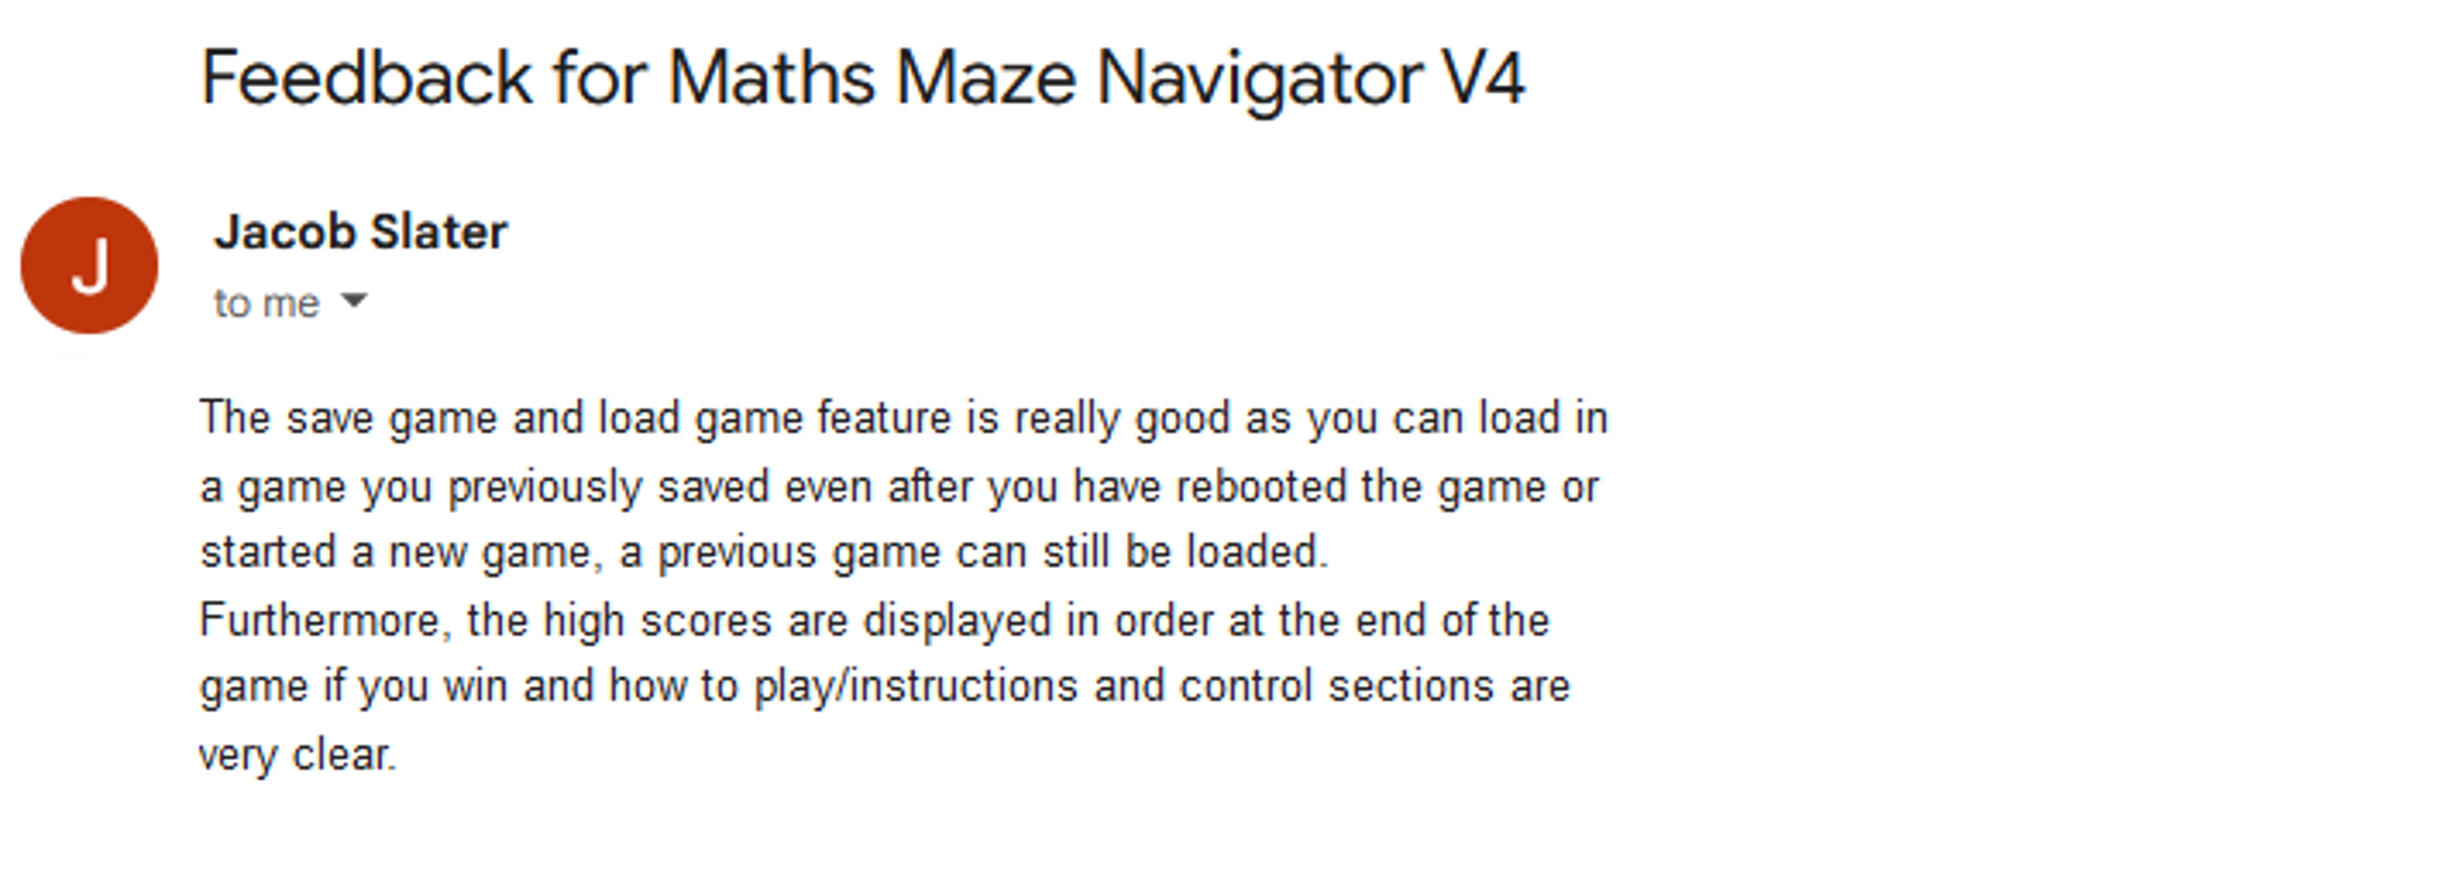 Feedback for Maths Maze Navigator V4
J
Jacob Slater
to me
The save game and load game feature is really good as you can load in
a game you previously saved even after you have rebooted the game or
started a new game, a previous game can still be loaded.
Furthermore, the high scores are displayed in order at the end of the
game if you win and how to play/instructions and control sections are
very clear.